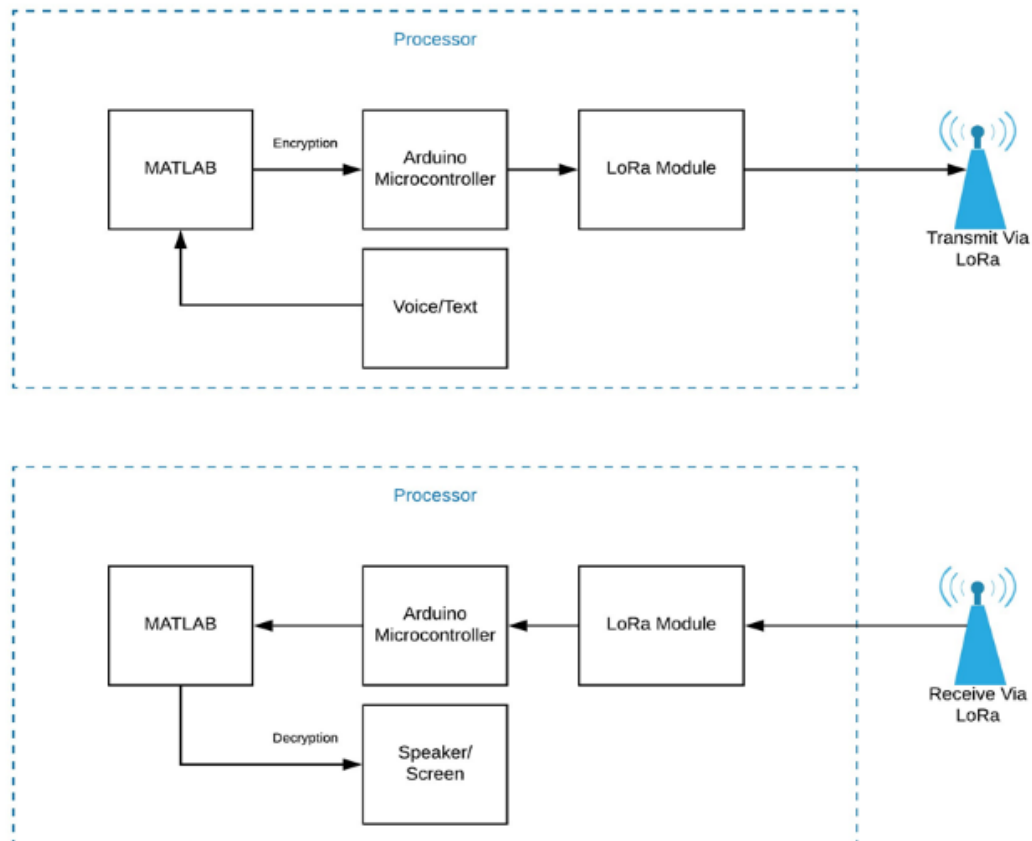 Processor
MATLAB
Encryption
Arduino
Microcontroller
LoRa Module
Transmit Via
LoRa
Voice/Text
Processor
MATLAB
Arduino
Microcontroller
LoRa Module
Receive Via
LoRa
Decryption
Speaker/
Screen